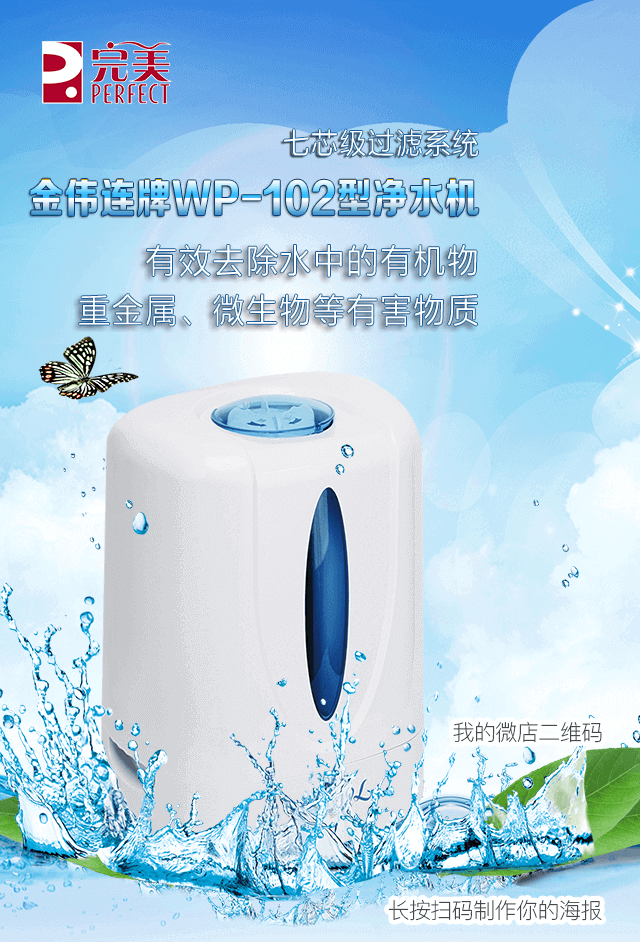 完美
PERFECT
七芯级过滤系统
金伟连牌WP-102型净水机
有效去除水中的有机物
重金属、微生物等有害物质
我的微店二维码
长按扫码制作你的海报